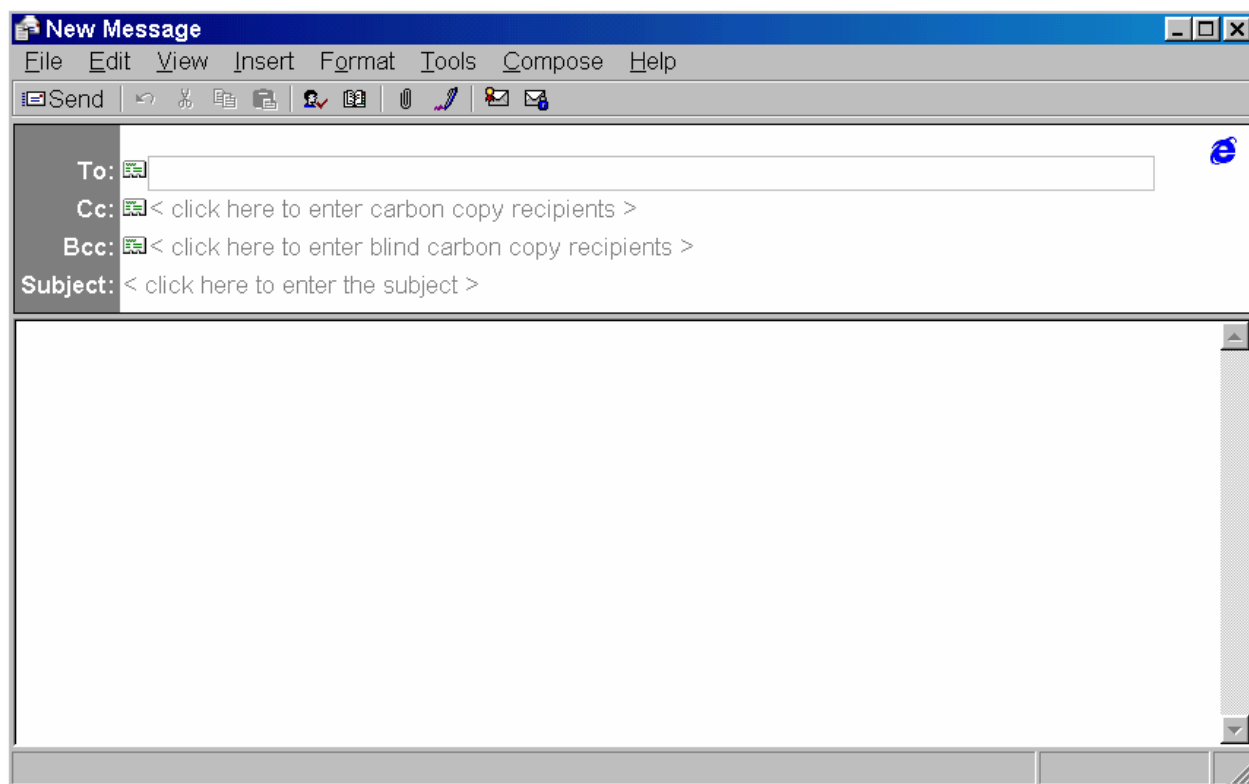 New Message
File Edit View Insert Format Tools Compose Help
Send
To:
Cc: < click here to enter carbon copy recipients >
Bcc: < click here to enter blind carbon copy recipients >
Subject: < click here to enter the subject >